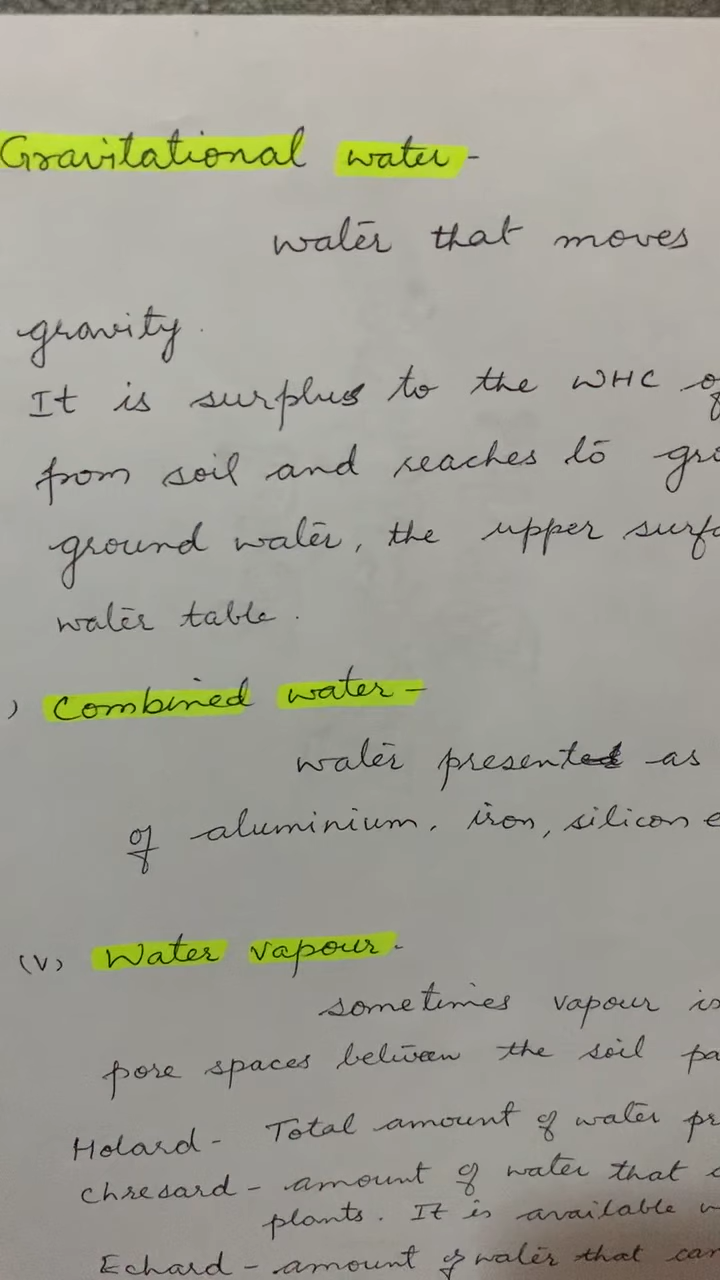 Gravitational water -
water that moves
gravity.
It is surplus to the WHC
from soil and reaches to
ground water, the upper
water table.
) Combined water -
water present as
of aluminium, iron, silicon
(V) Water vapour -
sometimes vapour is
pore spaces between the soil
Holard - Total amount of water
Chresard - amount of water that
plants. It is available
Echard - amount of water that can